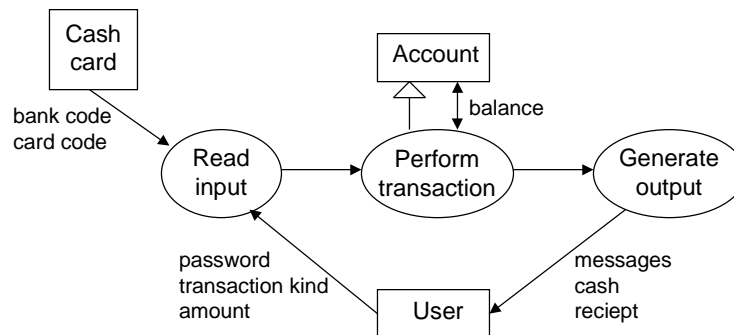 Cash
card
Account
bank code
card code
balance
Read
input
Perform
transaction
Generate
output
password
transaction kind
amount
User
messages
cash
reciept